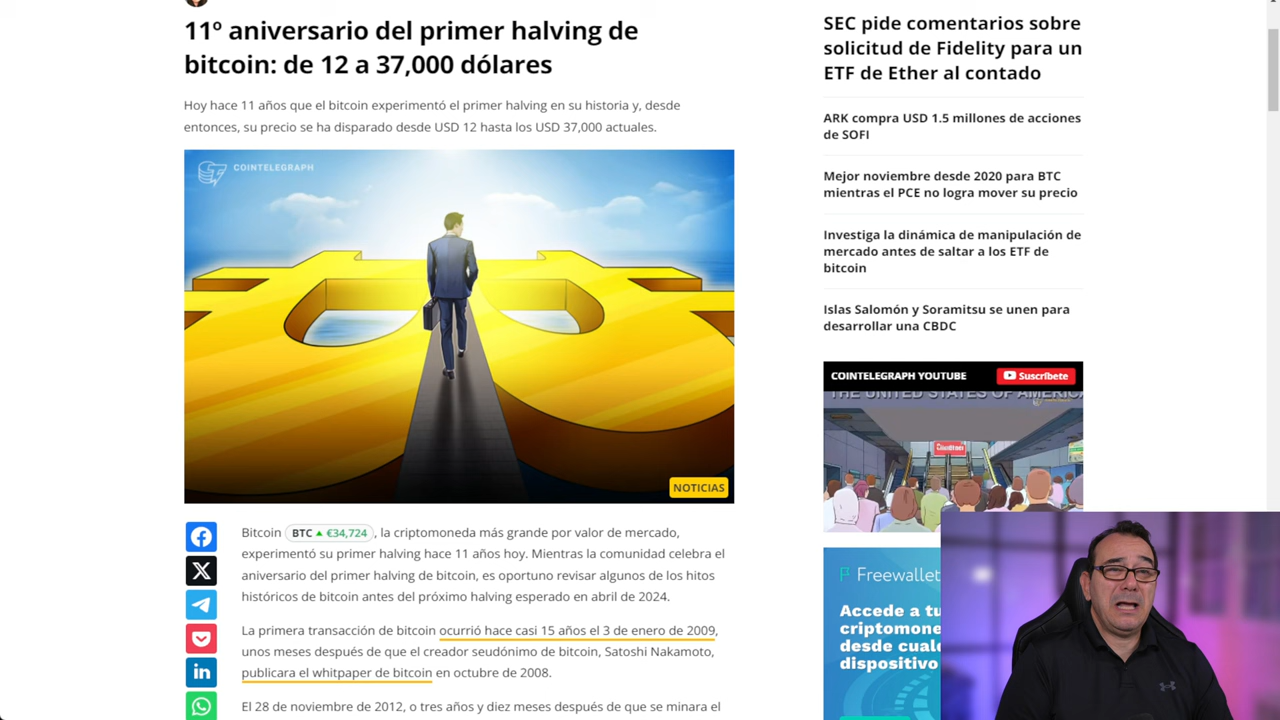 11º aniversario del primer halving de
bitcoin: de 12 a 37,000 dólares
Hoy hace 11 años que el bitcoin experimentó el primer halving en su historia y, desde
entonces, su precio se ha disparado desde USD 12 hasta los USD 37,000 actuales.
COINTELEGRAPH
NOTICIAS
Bitcoin BTC ▲ €34,724, la criptomoneda más grande por valor de mercado,
experimentó su primer halving hace 11 años hoy. Mientras la comunidad celebra el
aniversario del primer halving de bitcoin, es oportuno revisar algunos de los hitos
históricos de bitcoin antes del próximo halving esperado en abril de 2024.
La primera transacción de bitcoin ocurrió hace casi 15 años el 3 de enero de 2009,
unos meses después de que el creador seudónimo de bitcoin, Satoshi Nakamoto,
publicara el whitpaper de bitcoin en octubre de 2008.
El 28 de noviembre de 2012, o tres años y diez meses después de que se minara el
SEC pide comentarios sobre
solicitud de Fidelity para un
ETF de Ether al contado
ARK compra USD 1.5 millones de acciones
de SOFI
Mejor noviembre desde 2020 para BTC
mientras el PCE no logra mover su precio
Investiga la dinámica de manipulación de
mercado antes de saltar a los ETF de
bitcoin
Islas Salomón y Soramitsu se unen para
desarrollar una CBDC
COINTELEGRAPH YOUTUBE
Suscríbete
THE UNITED STATES OF AMERICA
Freewallet
Accede a tu
criptomone
desde cual
dispositivo